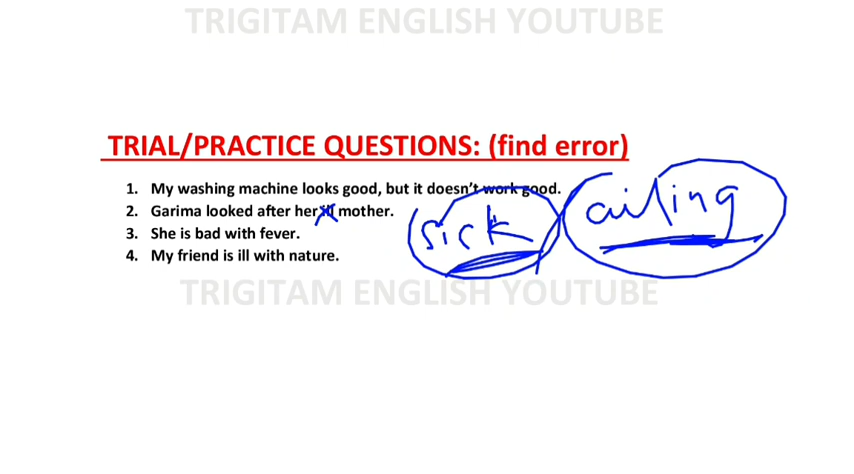 TRIGITAM ENGLISH YOUTUBE
TRIAL/PRACTICE QUESTIONS: (find error)
1. My washing machine looks good, but it doesn't work good.
2. Garima looked after her ill mother.
sick ailing
3. She is bad with fever.
4. My friend is ill with nature.
TRIGITAM ENGLISH YOUTUBE